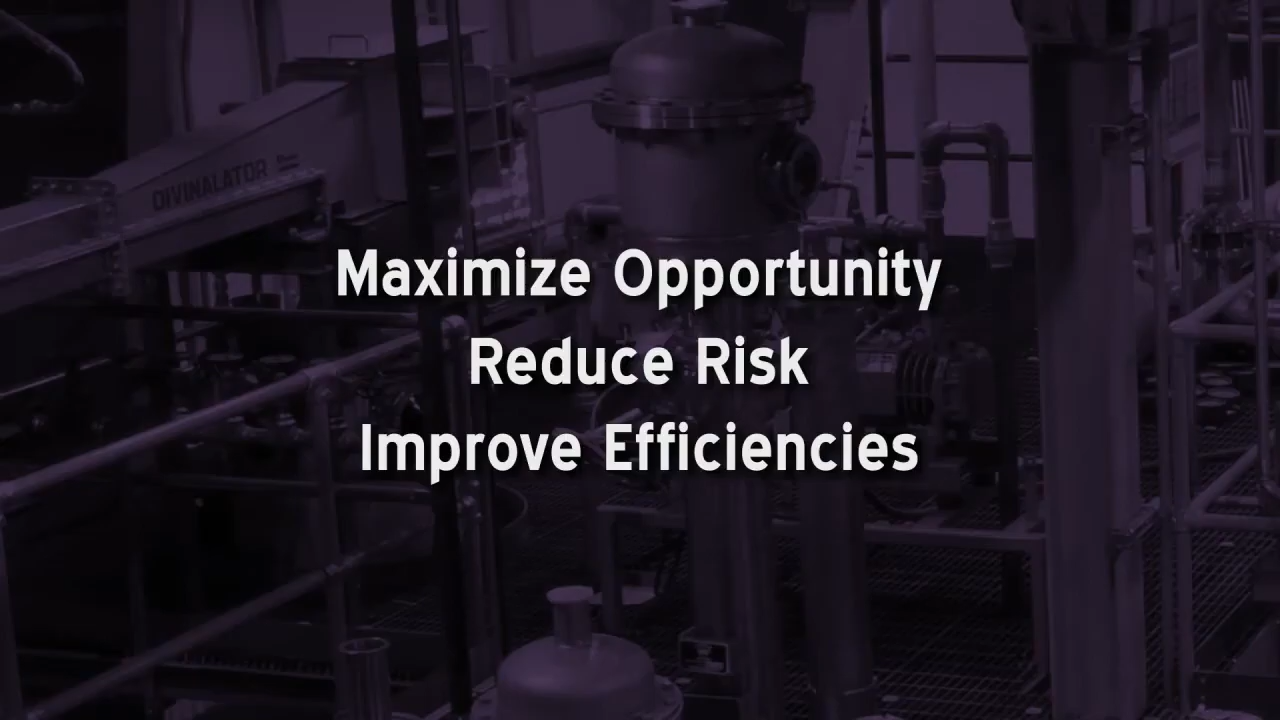 DIVINALATOR
Maximize Opportunity
Reduce Risk
Improve Efficiencies